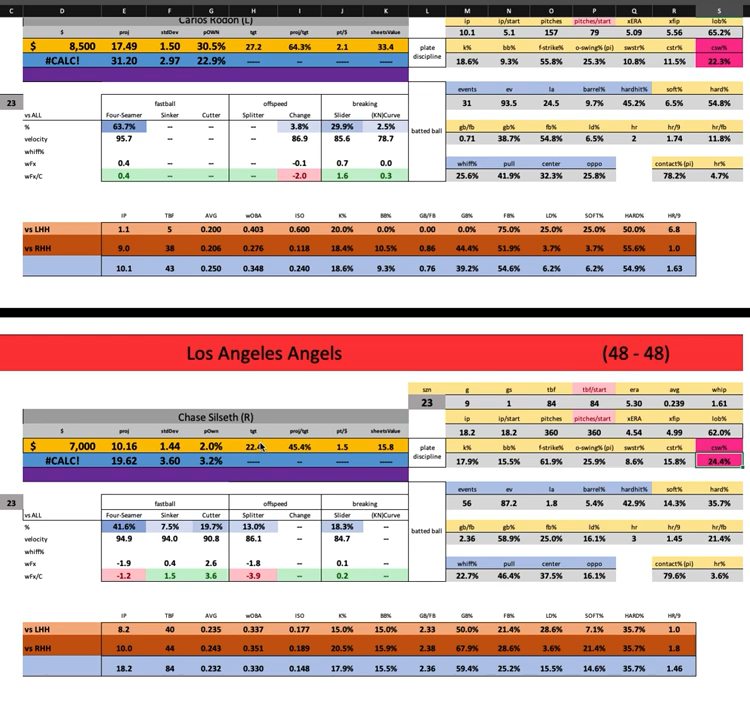 C D E F G H I J K L M N O P Q R S
Carlos Rodon (L) ip ip/start pitches pitches/start xERA xfip lob%
$ proj stdDev pOWN tgt proj/tgt pt/$ sheetsValue 10.1 5.1 157 79 5.09 5.56 65.2%
$ 8,500 17.49 1.50 30.5% 27.2 64.3% 2.1 33.4 plate discipline k% bb% f-strike% o-swing% (pi) swstr% cstr% csw%
#CALC! 31.20 2.97 22.9% ---- --- ----- ---- 18.6% 9.3% 55.8% 25.3% 10.8% 11.5% 22.3%
events ev la barrel% hardhit% soft% hard%
23 fastball offspeed breaking 31 93.5 24.5 9.7% 45.2% 6.5% 54.8%
vs ALL Four-Seamer Sinker Cutter Splitter Change Slider (KN)Curve batted ball
% 63.7% -- -- -- 3.8% 29.9% 2.5% gb/fb gb% fb% ld% hr hr/9 hr/fb
velocity 95.7 -- -- -- 86.9 85.6 78.7 0.71 38.7% 54.8% 6.5% 2 1.74 11.8%
whiff%
wFx 0.4 -- -- -- -0.1 0.7 0.0 whiff% pull center oppo contact% (pi) hr%
wFx/C 0.4 -- -- -- -2.0 1.6 0.3 25.6% 41.9% 32.3% 25.8% 78.2% 4.7%
IP TBF AVG wOBA ISO K% BB% GB/FB GB% FB% LD% SOFT% HARD% HR/9
vs LHH 1.1 5 0.200 0.403 0.600 20.0% 0.0% 0.00 0.0% 75.0% 25.0% 25.0% 50.0% 6.8
vs RHH 9.0 38 0.206 0.276 0.118 18.4% 10.5% 0.86 44.4% 51.9% 3.7% 3.7% 55.6% 1.0
10.1 43 0.250 0.348 0.240 18.6% 9.3% 0.76 39.2% 54.6% 6.2% 6.2% 54.9% 1.63
Los Angeles Angels (48 - 48)
szn g gs tbf tbf/start era avg whip
23 9 1 84 84 5.30 0.239 1.61
Chase Silseth (R) ip ip/start pitches pitches/start xERA xfip lob%
$ proj stdDev pOwn tgt proj/tgt pt/$ sheetsValue 18.2 18.2 360 360 4.54 4.99 62.0%
$ 7,000 10.16 1.44 2.0% 22.4 45.4% 1.5 15.8 plate discipline k% bb% f-strike% o-swing% (pi) swstr% cstr% csw%
#CALC! 19.62 3.60 3.2% ---- --- ----- ---- 17.9% 15.5% 61.9% 25.9% 8.6% 15.8% 24.4%
events ev la barrel% hardhit% soft% hard%
23 fastball offspeed breaking 56 87.2 1.8 5.4% 42.9% 14.3% 35.7%
vs ALL Four-Seamer Sinker Cutter Splitter Change Slider (KN)Curve batted ball
% 41.6% 7.5% 19.7% 13.0% -- 18.3% -- gb/fb gb% fb% ld% hr hr/9 hr/fb
velocity 94.9 94.0 90.8 86.1 -- 84.7 -- 2.36 58.9% 25.0% 16.1% 3 1.45 21.4%
whiff%
wFx -1.9 0.4 2.6 -1.8 -- 0.1 -- whiff% pull center oppo contact% (pi) hr%
wFx/C -1.2 1.5 3.6 -3.9 -- 0.2 -- 22.7% 46.4% 37.5% 16.1% 79.6% 3.6%
IP TBF AVG wOBA ISO K% BB% GB/FB GB% FB% LD% SOFT% HARD% HR/9
vs LHH 8.2 40 0.235 0.337 0.177 15.0% 15.0% 2.33 50.0% 21.4% 28.6% 7.1% 35.7% 1.0
vs RHH 10.0 44 0.243 0.351 0.189 20.5% 15.9% 2.38 67.9% 28.6% 3.6% 21.4% 35.7% 1.8
18.2 84 0.232 0.330 0.148 17.9% 15.5% 2.36 59.4% 25.2% 15.5% 14.6% 35.7% 1.46